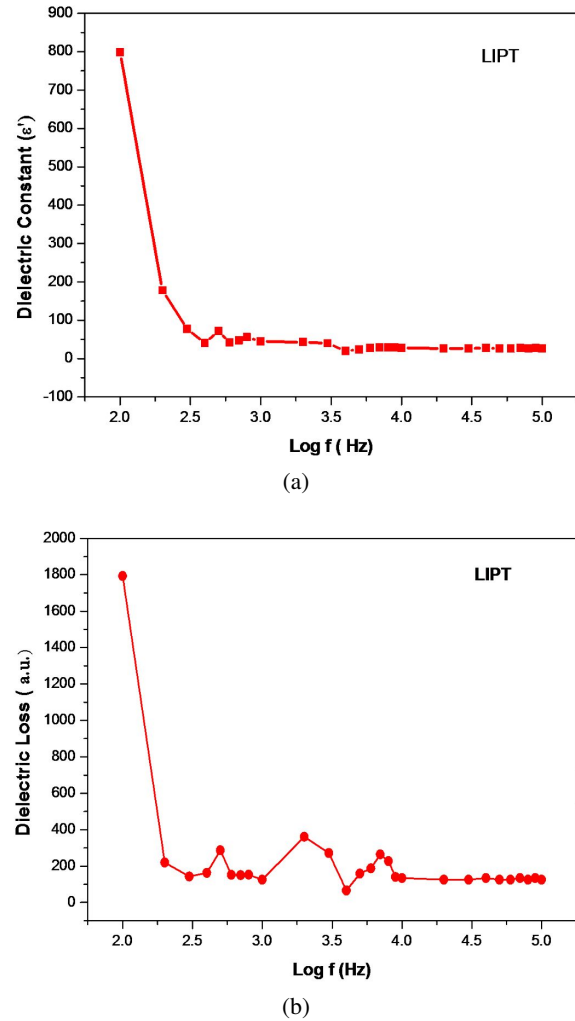 900
800
700
600
500
400
300
200
100
0
-100
Dlelectric Constant (ε')
LIPT
2.0 2.5 3.0 3.5 4.0 4.5 5.0
Log f ( Hz)
(a)
2000
1800
1600
1400
1200
1000
800
600
400
200
0
Dielectric Loss ( a.u.)
LIPT
2.0 2.5 3.0 3.5 4.0 4.5 5.0
Log f (Hz)
(b)